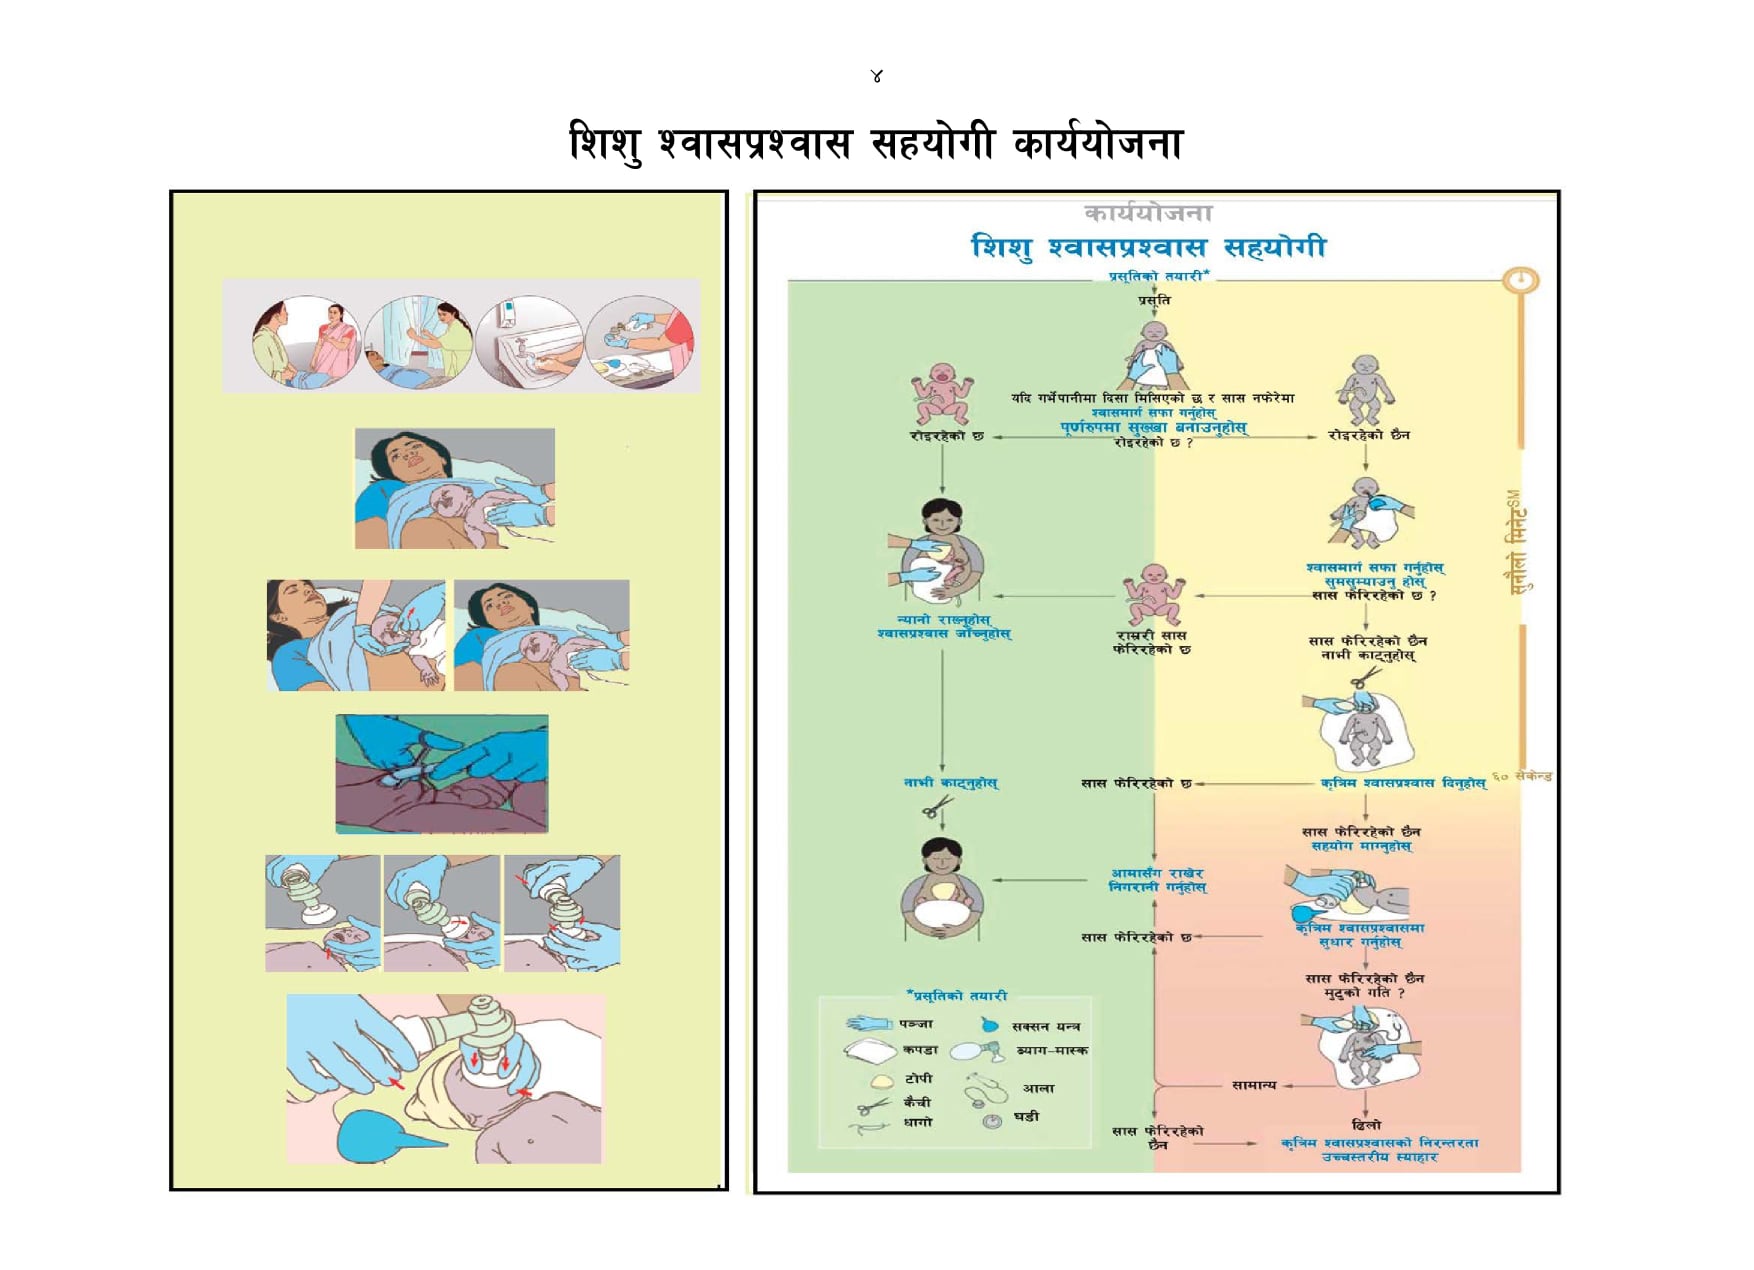 ४
शिशु श्वासप्रश्वास सहयोगी कार्ययोजना
कार्ययोजना
शिशु श्वासप्रश्वास सहयोगी
प्रसूतिको तयारी*
प्रसूति
यदि गर्भेपानीमा दिसा मिसिएको छ र सास नफेरेमा
श्वासमार्ग सफा गर्नुहोस्
पूर्णरुपमा सुख्खा बनाउनुहोस्
रोइरहेको छ ?
रोइरहेको छ
रोइरहेको छैन
श्वासमार्ग सफा गर्नुहोस्
सुमसुम्याउनु होस्
सास फेरिरहेको छ ?
न्यानो राख्नुहोस्
श्वासप्रश्वास जाँच्नुहोस्
राम्ररी सास
फेरिरहेको छ
सास फेरिरहेको छैन
नाभी काट्नुहोस्
सुनौलो मिनेट SM
६० सेकेन्ड
नाभी काट्नुहोस्
सास फेरिरहेको छ
कृत्रिम श्वासप्रश्वास दिनुहोस्
सास फेरिरहेको छैन
सहयोग माग्नुहोस्
आमासँग राखेर
निगरानी गर्नुहोस्
सास फेरिरहेको छ
कृत्रिम श्वासप्रश्वासमा
सुधार गर्नुहोस्
सास फेरिरहेको छैन
मुटुको गति ?
सामान्य
ढिलो
सास फेरिरहेको
छैन
कृत्रिम श्वासप्रश्वासको निरन्तरता
उच्चस्तरीय स्याहार
*प्रसूतिको तयारी
पञ्जा
कपडा
टोपी
कैची
धागो
सक्सन यन्त्र
ब्याग-मास्क
आला
घडी